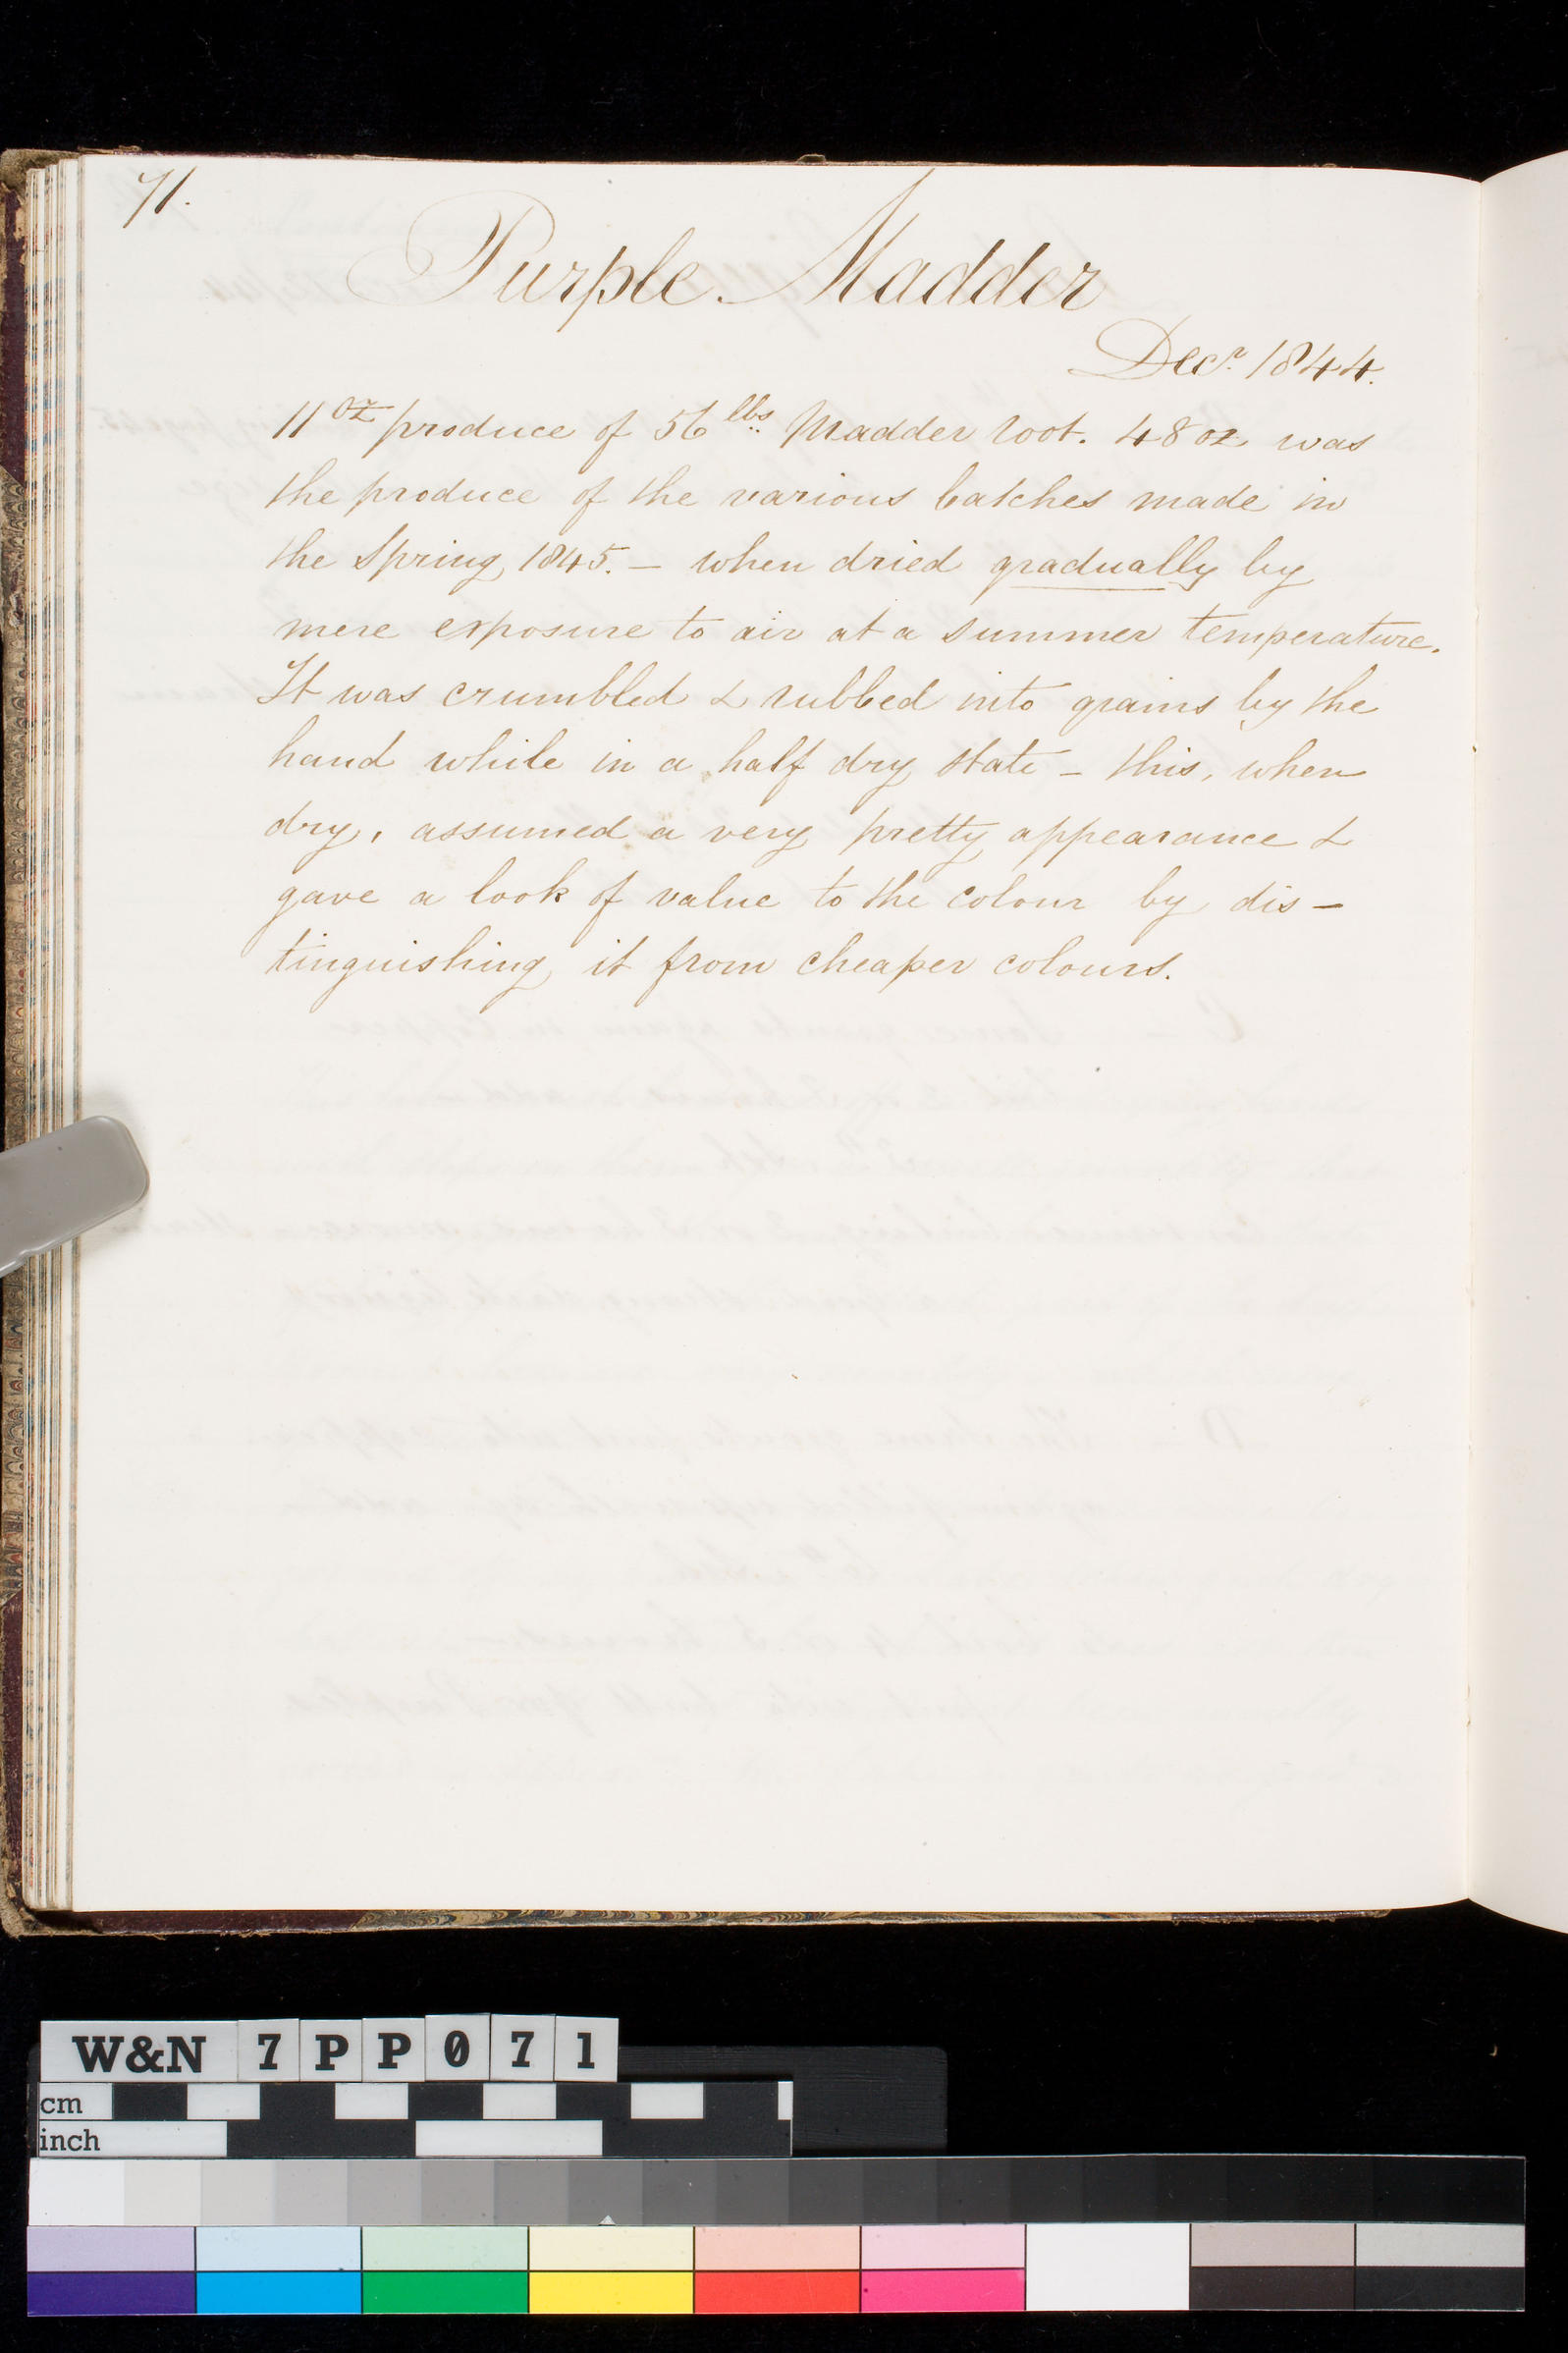 71.
Purple Madder
Decr. 1844.
11 oz produce of 56 lbs Madder root. 48 oz was
the produce of the various batches made in
the Spring 1845. – when dried gradually by
mere exposure to air at a summer temperature.
It was crumbled & rubbed into grains by the
hand while in a half dry state – this, when
dry, assumed a very pretty appearance &
gave a look of value to the colour by dis-
tinguishing it from cheaper colours.
W&N 7PP071
cm
inch